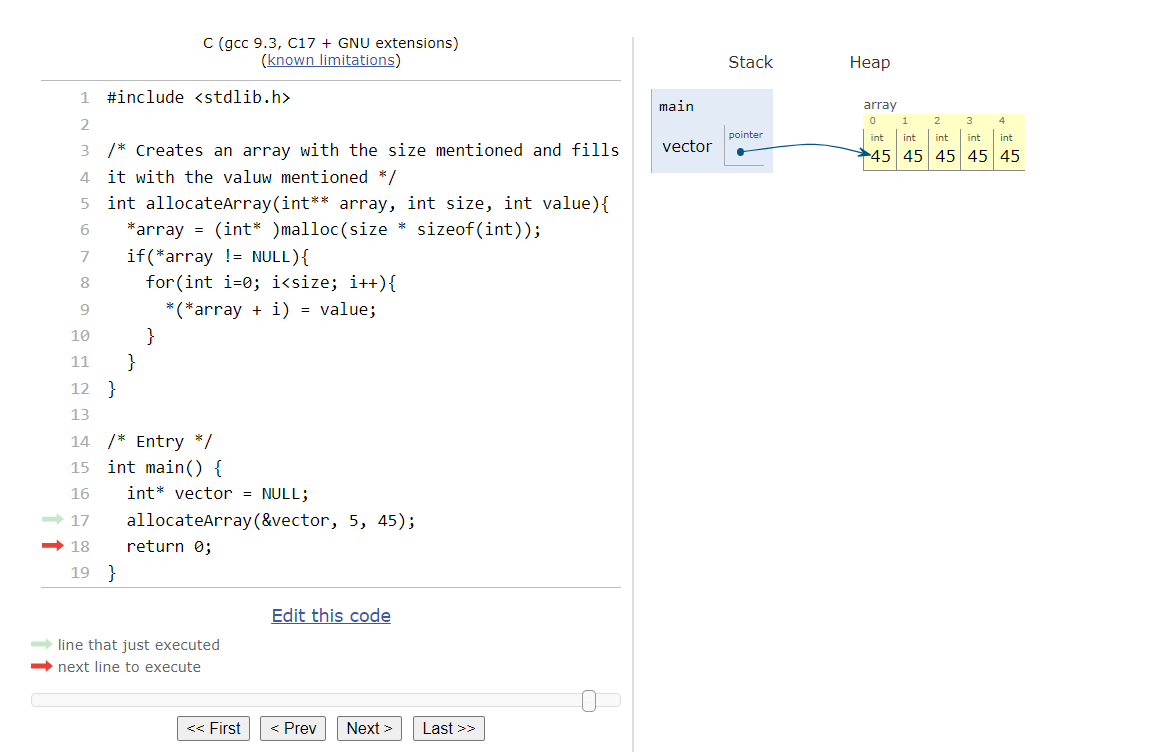 C (gcc 9.3, C17 + GNU extensions)
(known limitations)
1 #include <stdlib.h>
2
3 /* Creates an array with the size mentioned and fills
4 it with the valuw mentioned */
5 int allocateArray(int** array, int size, int value){
6   *array = (int* )malloc(size * sizeof(int));
7   if(*array != NULL){
8     for(int i=0; i<size; i++){
9       *(*array + i) = value;
10     }
11   }
12 }
13
14 /* Entry */
15 int main() {
16   int* vector = NULL;
17   allocateArray(&vector, 5, 45);
18   return 0;
19 }
Edit this code
line that just executed
next line to execute
<< First < Prev Next > Last >>
Stack Heap
main
vector
pointer
array
0 1 2 3 4
int int int int int
45 45 45 45 45